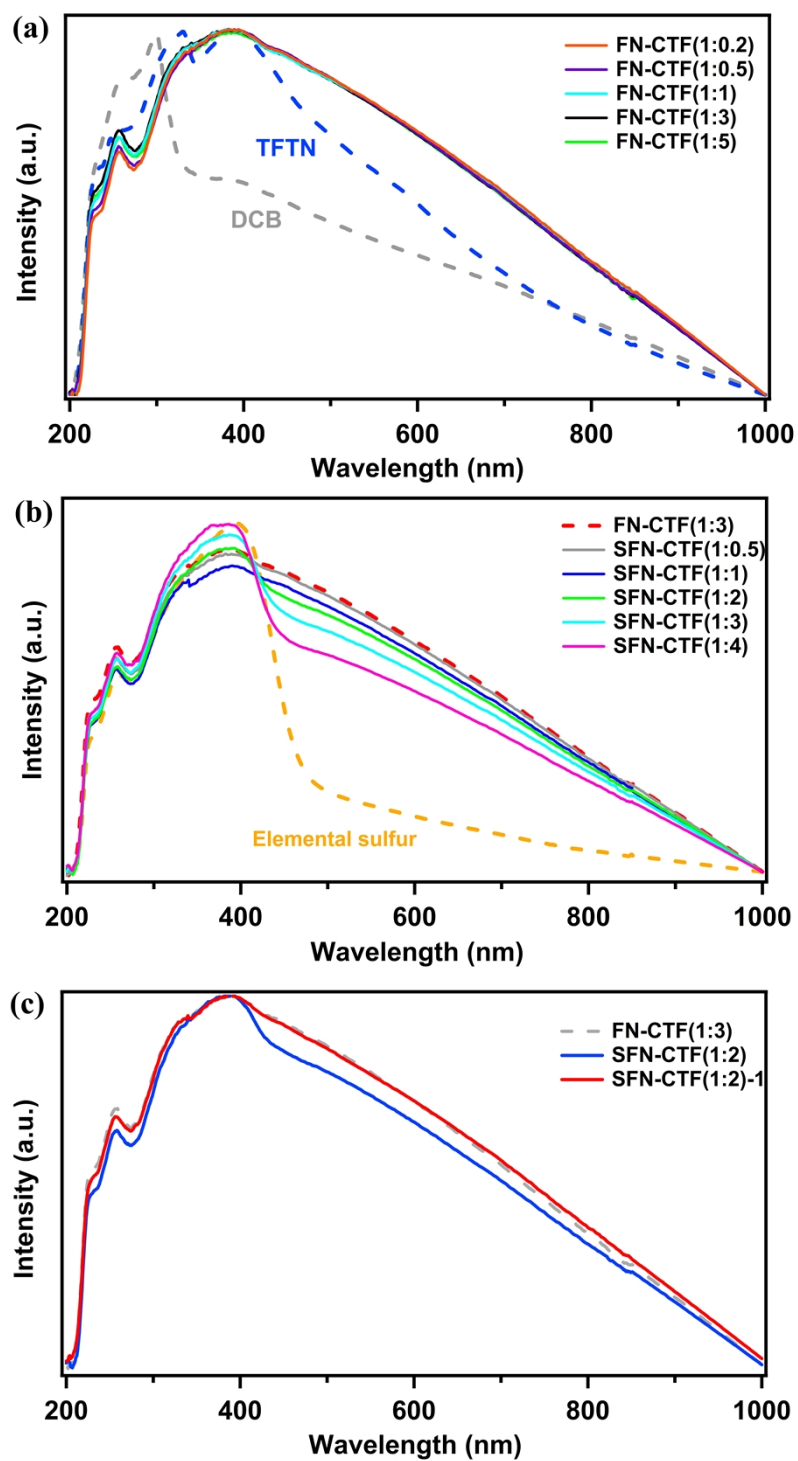 (a)
FN-CTF(1:0.2)
FN-CTF(1:0.5)
FN-CTF(1:1)
FN-CTF(1:3)
FN-CTF(1:5)
TFTN
DCB
Intensity (a.u.)
200 400 600 800 1000
Wavelength (nm)
(b)
FN-CTF(1:3)
SFN-CTF(1:0.5)
SFN-CTF(1:1)
SFN-CTF(1:2)
SFN-CTF(1:3)
SFN-CTF(1:4)
Elemental sulfur
Intensity (a.u.)
200 400 600 800 1000
Wavelength (nm)
(c)
FN-CTF(1:3)
SFN-CTF(1:2)
SFN-CTF(1:2)-1
Intensity (a.u.)
200 400 600 800 1000
Wavelength (nm)